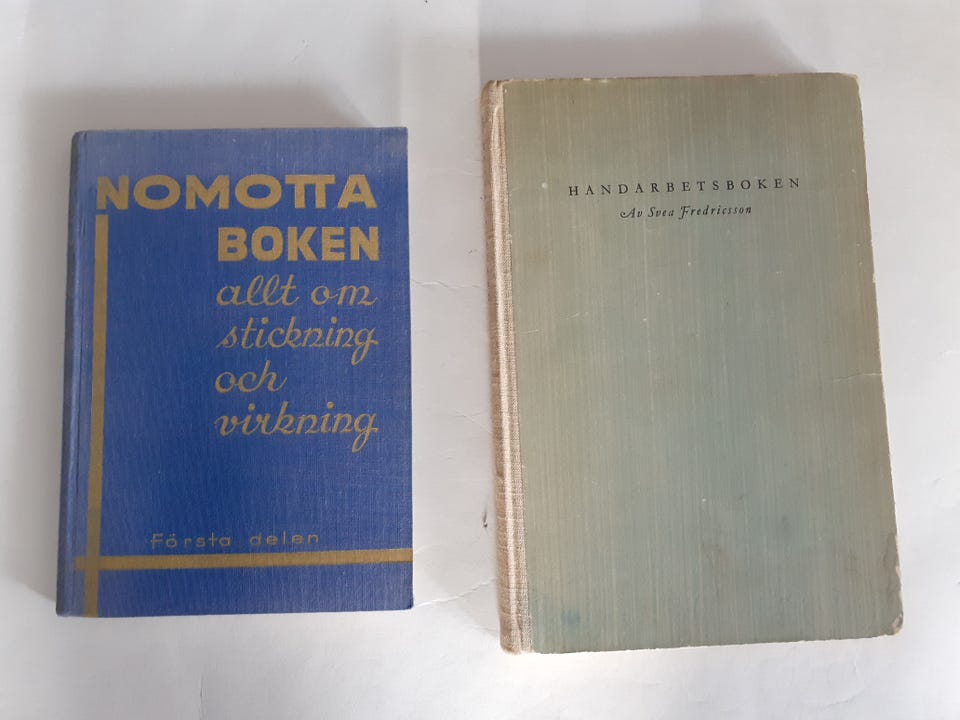 NOMOTTA
BOKEN
allt om
stickning
och
virkning
Första delen
HANDARBETSBOKEN
Av Svea Fredricsson